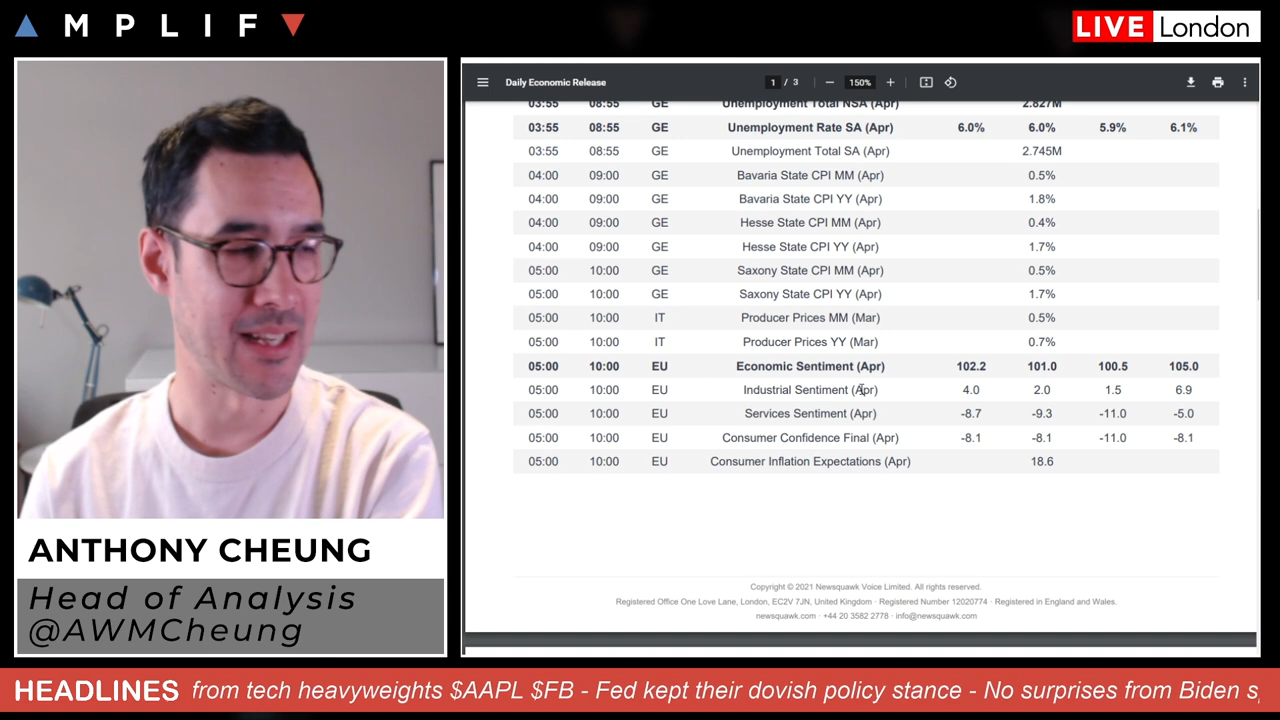 AMPLIFY
LIVE London
Daily Economic Release
1 / 3
150%
03:55 08:55 GE Unemployment Total NSA (Apr) 2.827M
03:55 08:55 GE Unemployment Rate SA (Apr) 6.0% 6.0% 5.9% 6.1%
03:55 08:55 GE Unemployment Total SA (Apr) 2.745M
04:00 09:00 GE Bavaria State CPI MM (Apr) 0.5%
04:00 09:00 GE Bavaria State CPI YY (Apr) 1.8%
04:00 09:00 GE Hesse State CPI MM (Apr) 0.4%
04:00 09:00 GE Hesse State CPI YY (Apr) 1.7%
05:00 10:00 GE Saxony State CPI MM (Apr) 0.5%
05:00 10:00 GE Saxony State CPI YY (Apr) 1.7%
05:00 10:00 IT Producer Prices MM (Mar) 0.5%
05:00 10:00 IT Producer Prices YY (Mar) 0.7%
05:00 10:00 EU Economic Sentiment (Apr) 102.2 101.0 100.5 105.0
05:00 10:00 EU Industrial Sentiment (Apr) 4.0 2.0 1.5 6.9
05:00 10:00 EU Services Sentiment (Apr) -8.7 -9.3 -11.0 -5.0
05:00 10:00 EU Consumer Confidence Final (Apr) -8.1 -8.1 -11.0 -8.1
05:00 10:00 EU Consumer Inflation Expectations (Apr) 18.6
Copyright © 2021 Newsquawk Voice Limited. All rights reserved.
Registered Office One Love Lane, London, EC2V 7JN, United Kingdom · Registered Number 12020774 · Registered in England and Wales.
newsquawk.com · +44 20 3582 2778 · info@newsquawk.com
ANTHONY CHEUNG
Head of Analysis
@AWMCheung
HEADLINES from tech heavyweights $AAPL $FB - Fed kept their dovish policy stance - No surprises from Biden s